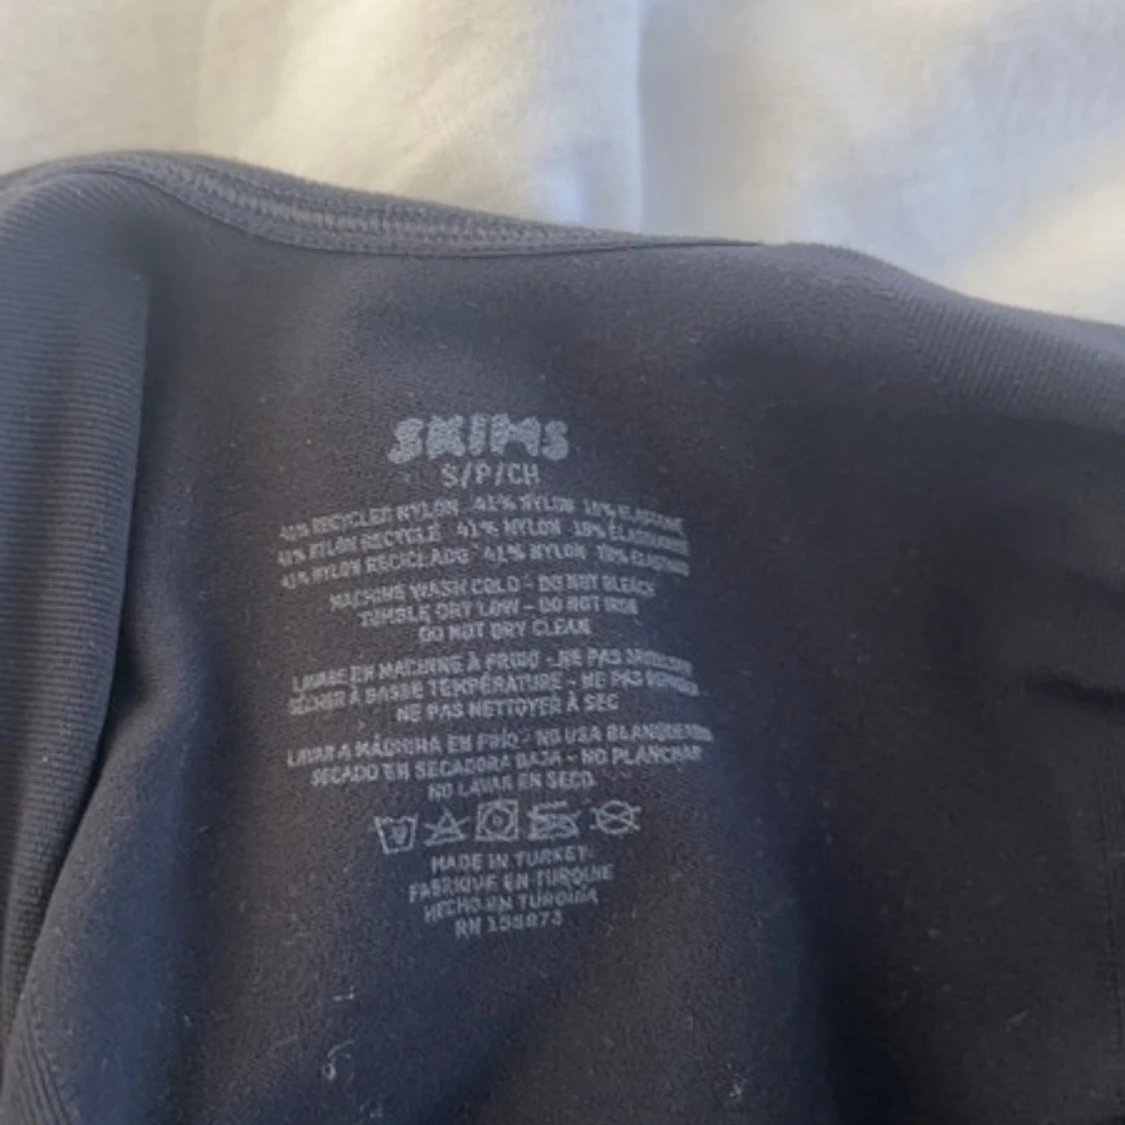 SKIMS
S/P/CH
41% RECYCLED NYLON 41% NYLON 18% ELASTANE
41% NYLON RECYCLÉ 41% NYLON 18% ÉLASTHANNE
41% NYLON RECICLADO 41% NYLON 18% ELASTANO
MACHINE WASH COLD - DO NOT BLEACH
TUMBLE DRY LOW - DO NOT IRON
DO NOT DRY CLEAN
LAVAGE EN MACHINE À FROID - NE PAS
SÉCHER À BASSE TEMPÉRATURE - NE PAS REPASSER
NE PAS NETTOYER À SEC
LAVAR A MÁQUINA EN FRÍO - NO USA BLANQUEADOR
SECADO EN SECADORA BAJA - NO PLANCHAR
NO LAVAR EN SECO
MADE IN TURKEY
FABRIQUÉ EN TURQUIE
HECHO EN TURQUÍA
RN